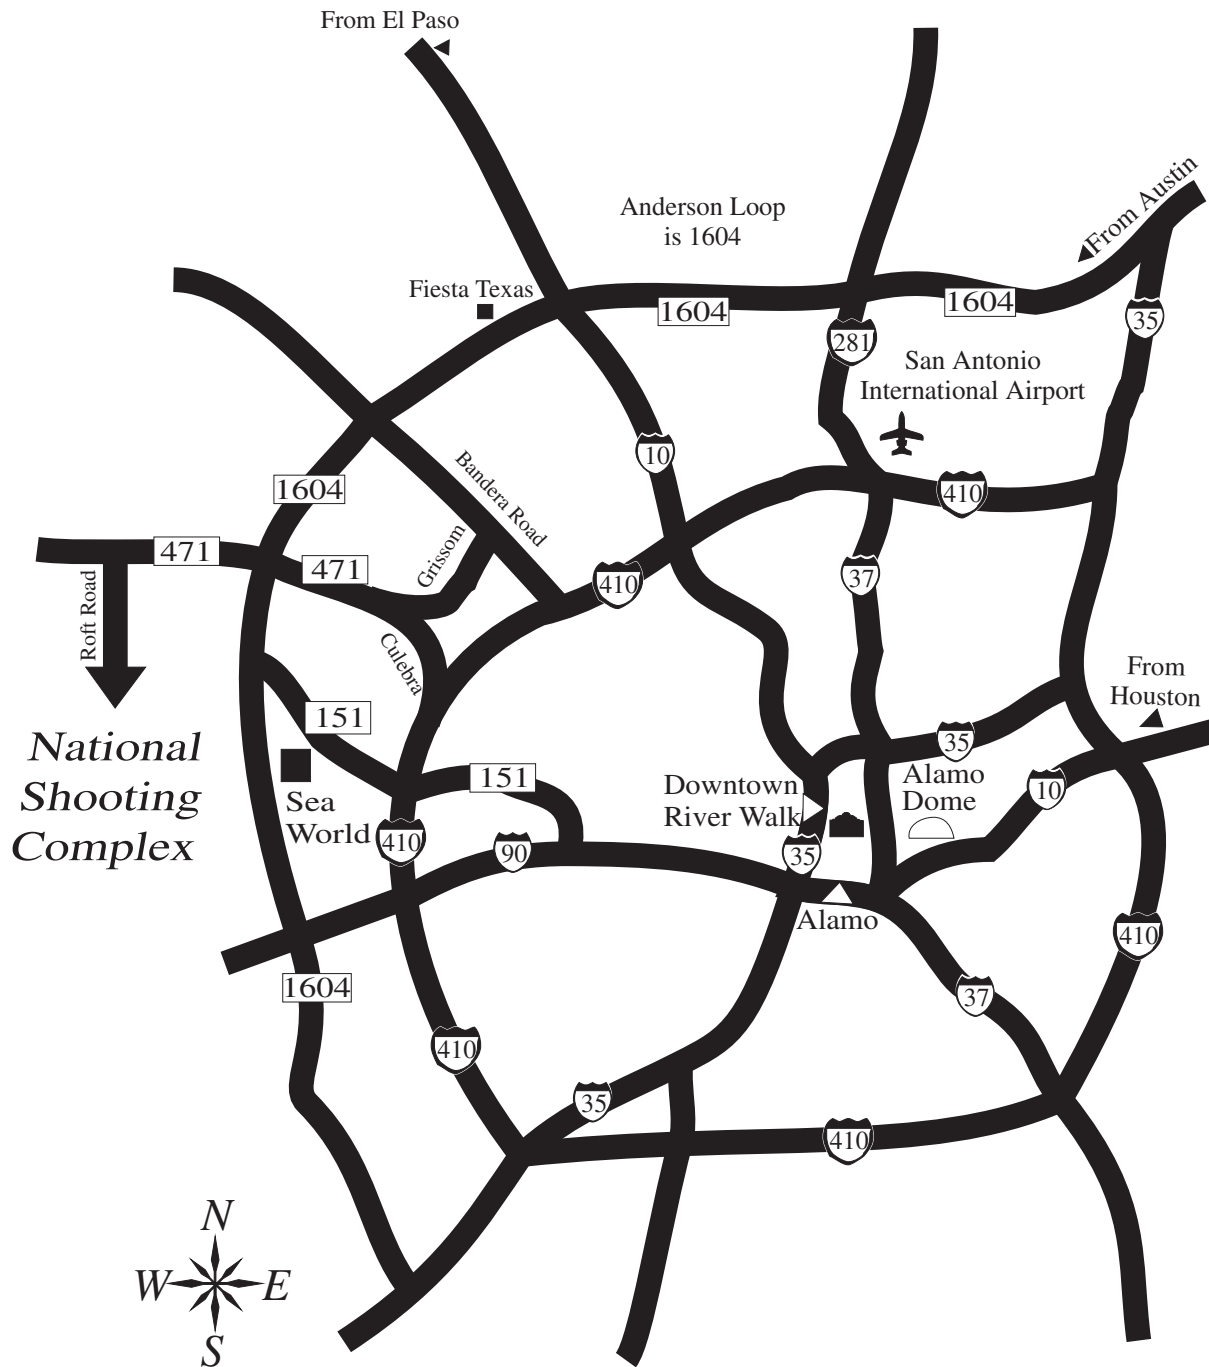 From El Paso
From Austin
Anderson Loop
is 1604
Fiesta Texas
1604
1604
35
281
San Antonio
International Airport
10
Bandera Road
1604
410
471
471
Grissom
410
37
Roft Road
Culebra
From
Houston
151
National
Shooting
Complex
35
151
Downtown
River Walk
Alamo
Dome
10
Sea
World
410
90
35
Alamo
410
1604
37
410
35
410
N
W
E
S